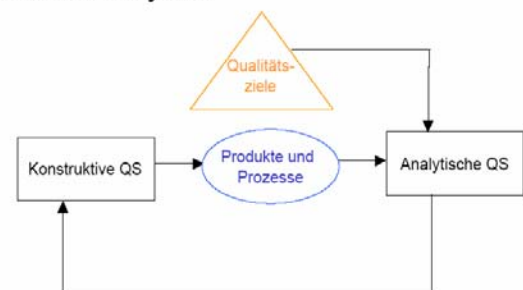 Qualitäts-
ziele
Konstruktive QS
Produkte und
Prozesse
Analytische QS